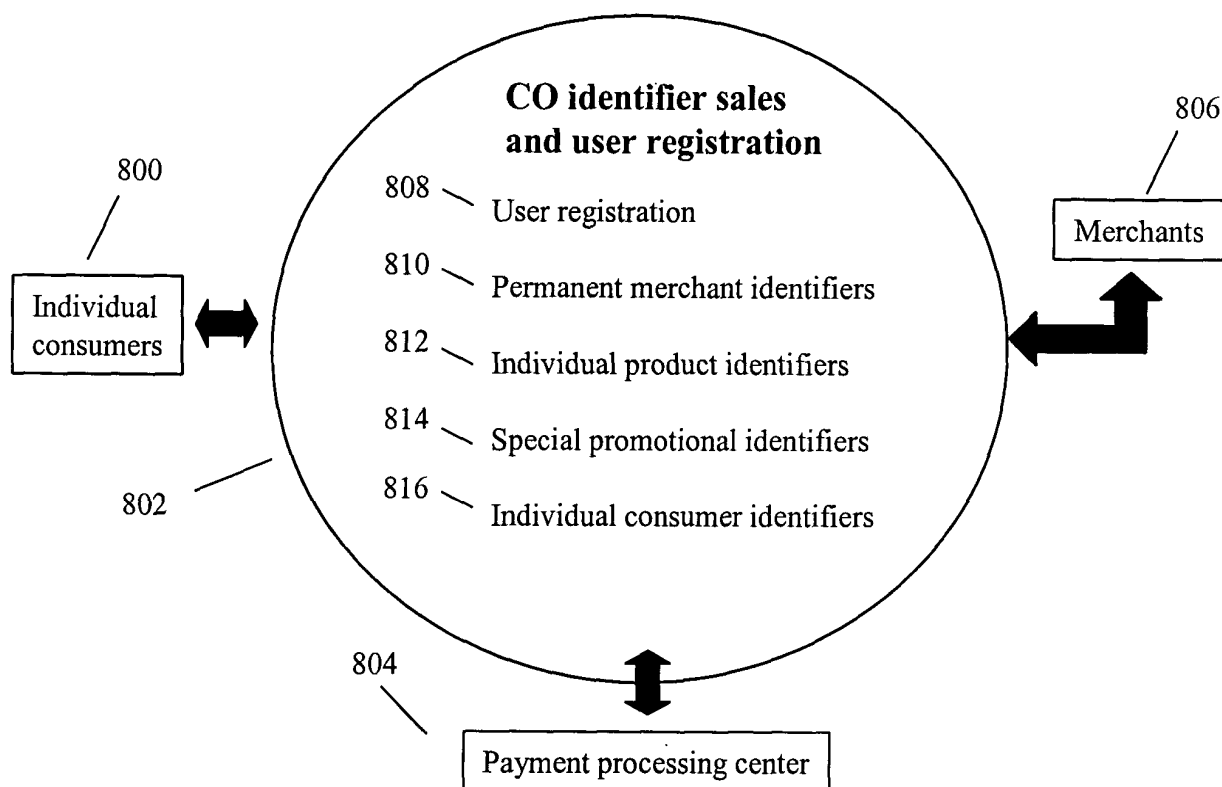 CO identifier sales
and user registration
806
800
808
User registration
Merchants
810
Individual
consumers
Permanent merchant identifiers
812
Individual product identifiers
814
Special promotional identifiers
816
802
Individual consumer identifiers
804
Payment processing center